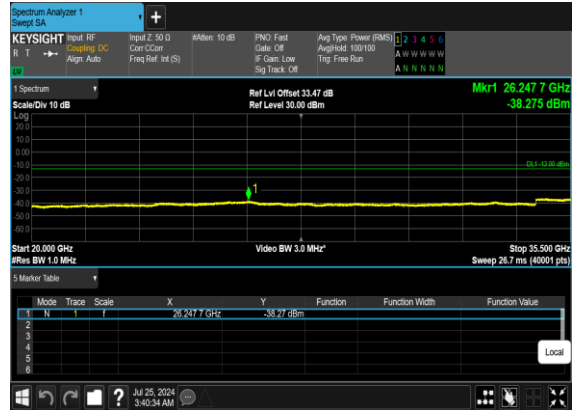 Spectrum Analyzer 1
Swept SA
+
KEYSIGHT Input: RF Input Z: 50 Ω #Atten: 10 dB PNO: Fast Avg Type: Power (RMS) 1 2 3 4 5 6
R T Coupling: DC Corr CCorr Gate: Off Avg|Hold: 100/100 A W W W W W
Align: Auto Freq Ref: Int (S) IF Gain: Low Trig: Free Run
Sig Track: Off A N N N N N
1 Spectrum Ref Lvl Offset 33.47 dB Mkr1 26.247 7 GHz
Scale/Div 10 dB Ref Level 30.00 dBm -38.275 dBm
Log
20.0
10.0
0.00
-10.0 DL1 -13.00 dBm
-20.0
-30.0 1
-40.0
-50.0
-60.0
Start 20.000 GHz Video BW 3.0 MHz* Stop 35.500 GHz
#Res BW 1.0 MHz Sweep 26.7 ms (40001 pts)
5 Marker Table
Mode Trace Scale X Y Function Function Width Function Value
1 N 1 f 26.247 7 GHz -38.27 dBm
2
3
4
5
6
Local
? Jul 25, 2024
3:40:34 AM